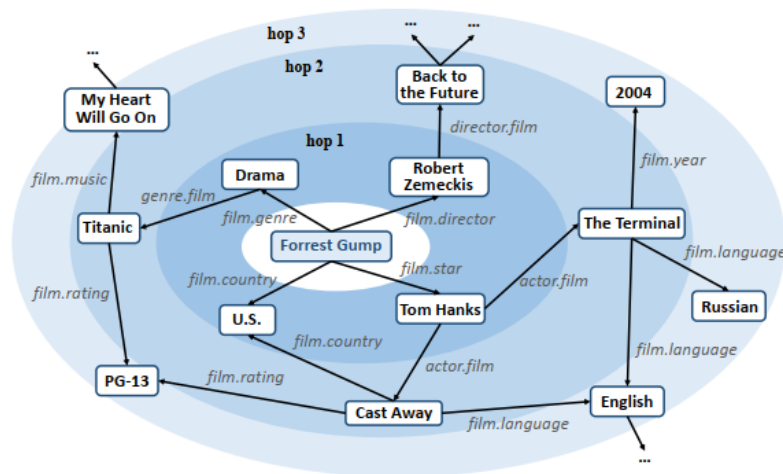 ...
...
...
hop 3
hop 2
My Heart
Will Go On
Back to
the Future
2004
hop 1
director.film
film.music
genre.film
Drama
Robert
Zemeckis
film.year
Titanic
film.genre
film.director
The Terminal
Forrest Gump
film.language
film.country
film.star
actor.film
film.rating
U.S.
Tom Hanks
Russian
film.country
film.language
actor.film
film.rating
PG-13
Cast Away
film.language
English
...